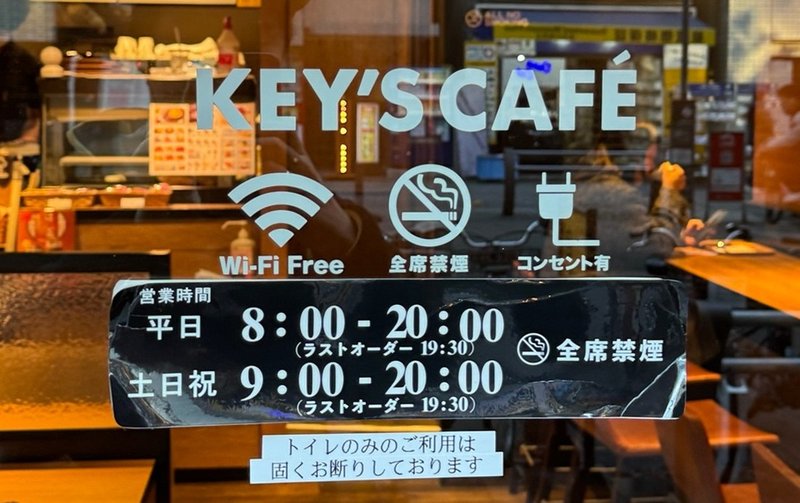 KEY'S CAFÉ
Wi-Fi Free
全席禁煙
コンセント有
営業時間
平日 8:00 - 20:00
(ラストオーダー 19:30)
全席禁煙
土日祝 9:00 - 20:00
(ラストオーダー 19:30)
トイレのみのご利用は
固くお断りしております